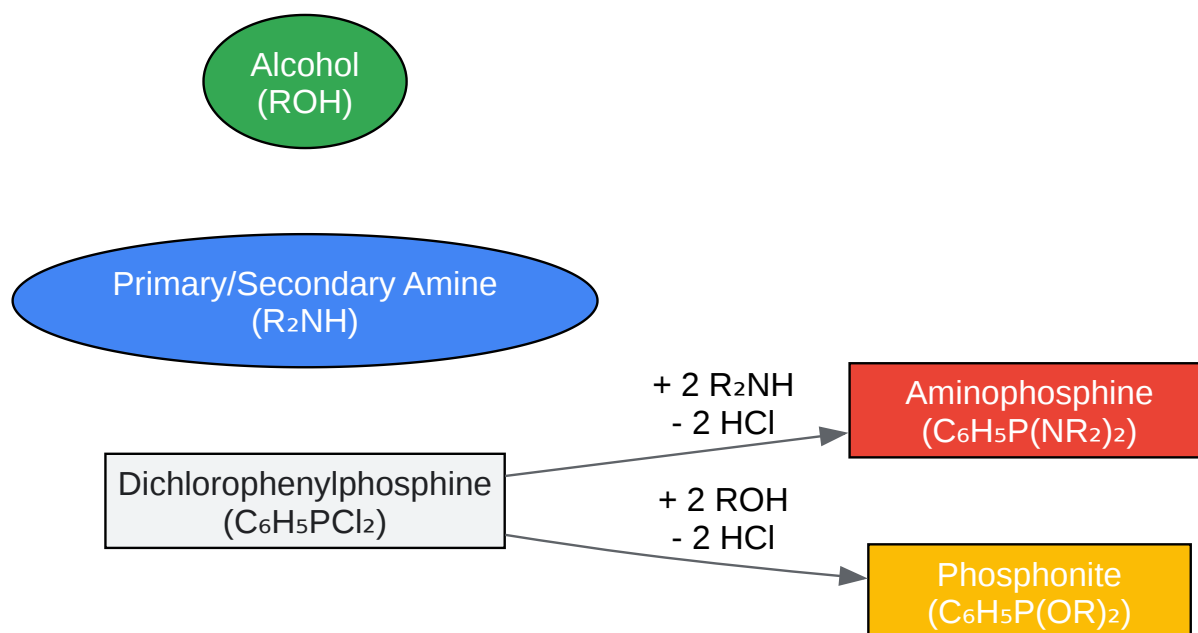 Alcohol
(ROH)
Primary/Secondary Amine
(R₂NH)
+ 2 R₂NH
- 2 HCl
Aminophosphine
(C₆H₅P(NR₂)₂)
Dichlorophenylphosphine
(C₆H₅PCl₂)
+ 2 ROH
- 2 HCl
Phosphonite
(C₆H₅P(OR)₂)